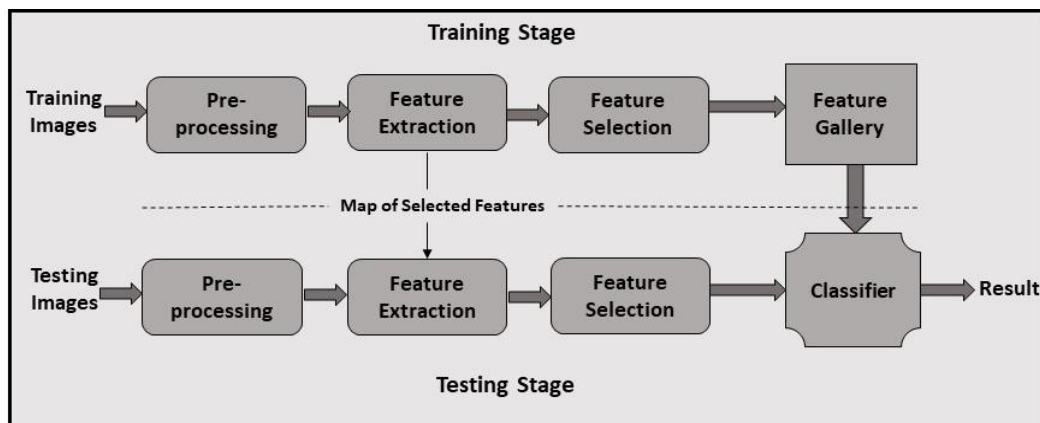 Training Stage
Training
Images
Pre-
processing
Feature
Extraction
Feature
Selection
Feature
Gallery
Map of Selected Features
Testing
Images
Pre-
processing
Feature
Extraction
Feature
Selection
Classifier
Result
Testing Stage